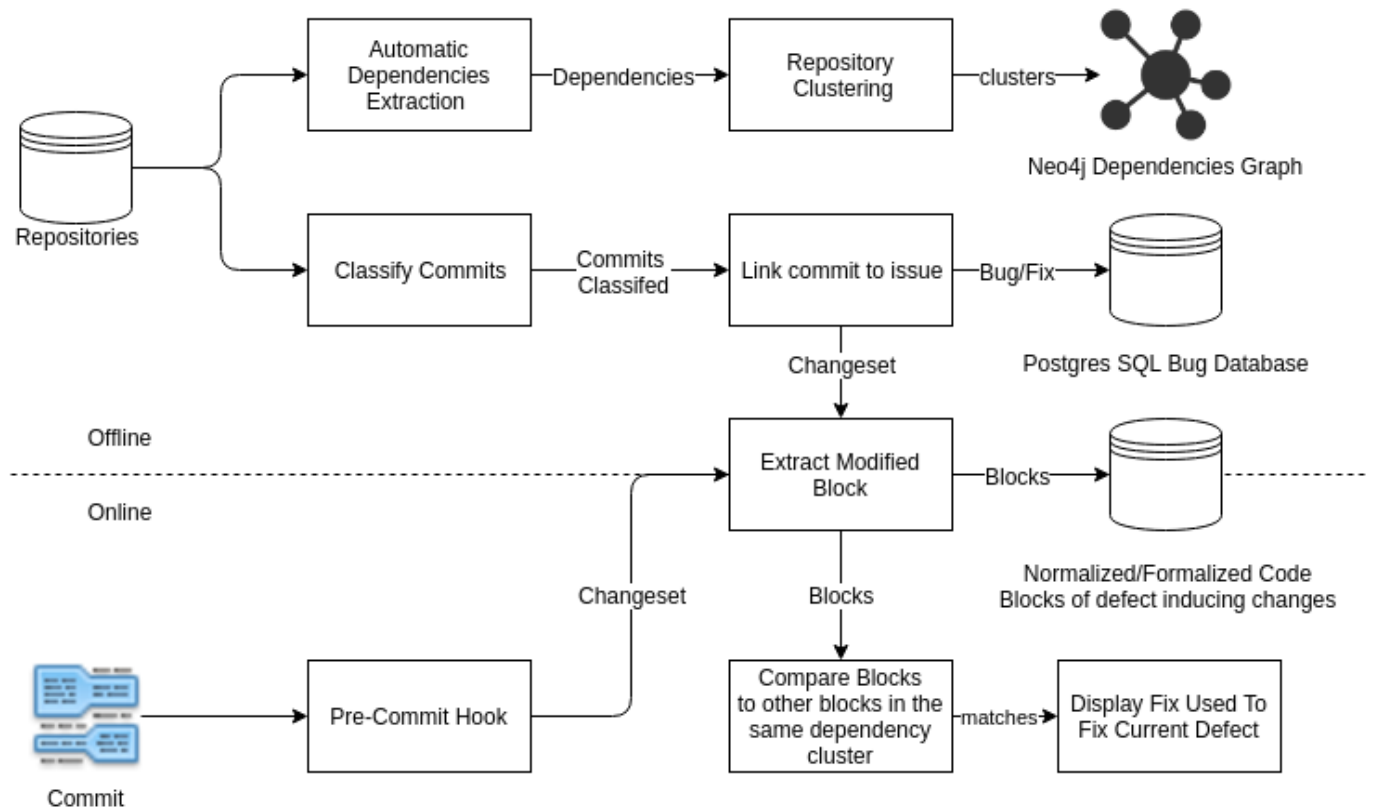 Automatic
Dependencies
Extraction
Dependencies
Repository
Clustering
clusters
Neo4j Dependencies Graph
Repositories
Classify Commits
Commits
Classifed
Link commit to issue
Bug/Fix
Postgres SQL Bug Database
Changeset
Offline
Extract Modified
Block
Blocks
Online
Normalized/Formalized Code
Blocks of defect inducing changes
Changeset
Blocks
Commit
Pre-Commit Hook
Compare Blocks
to other blocks in the
same dependency
cluster
matches
Display Fix Used To
Fix Current Defect